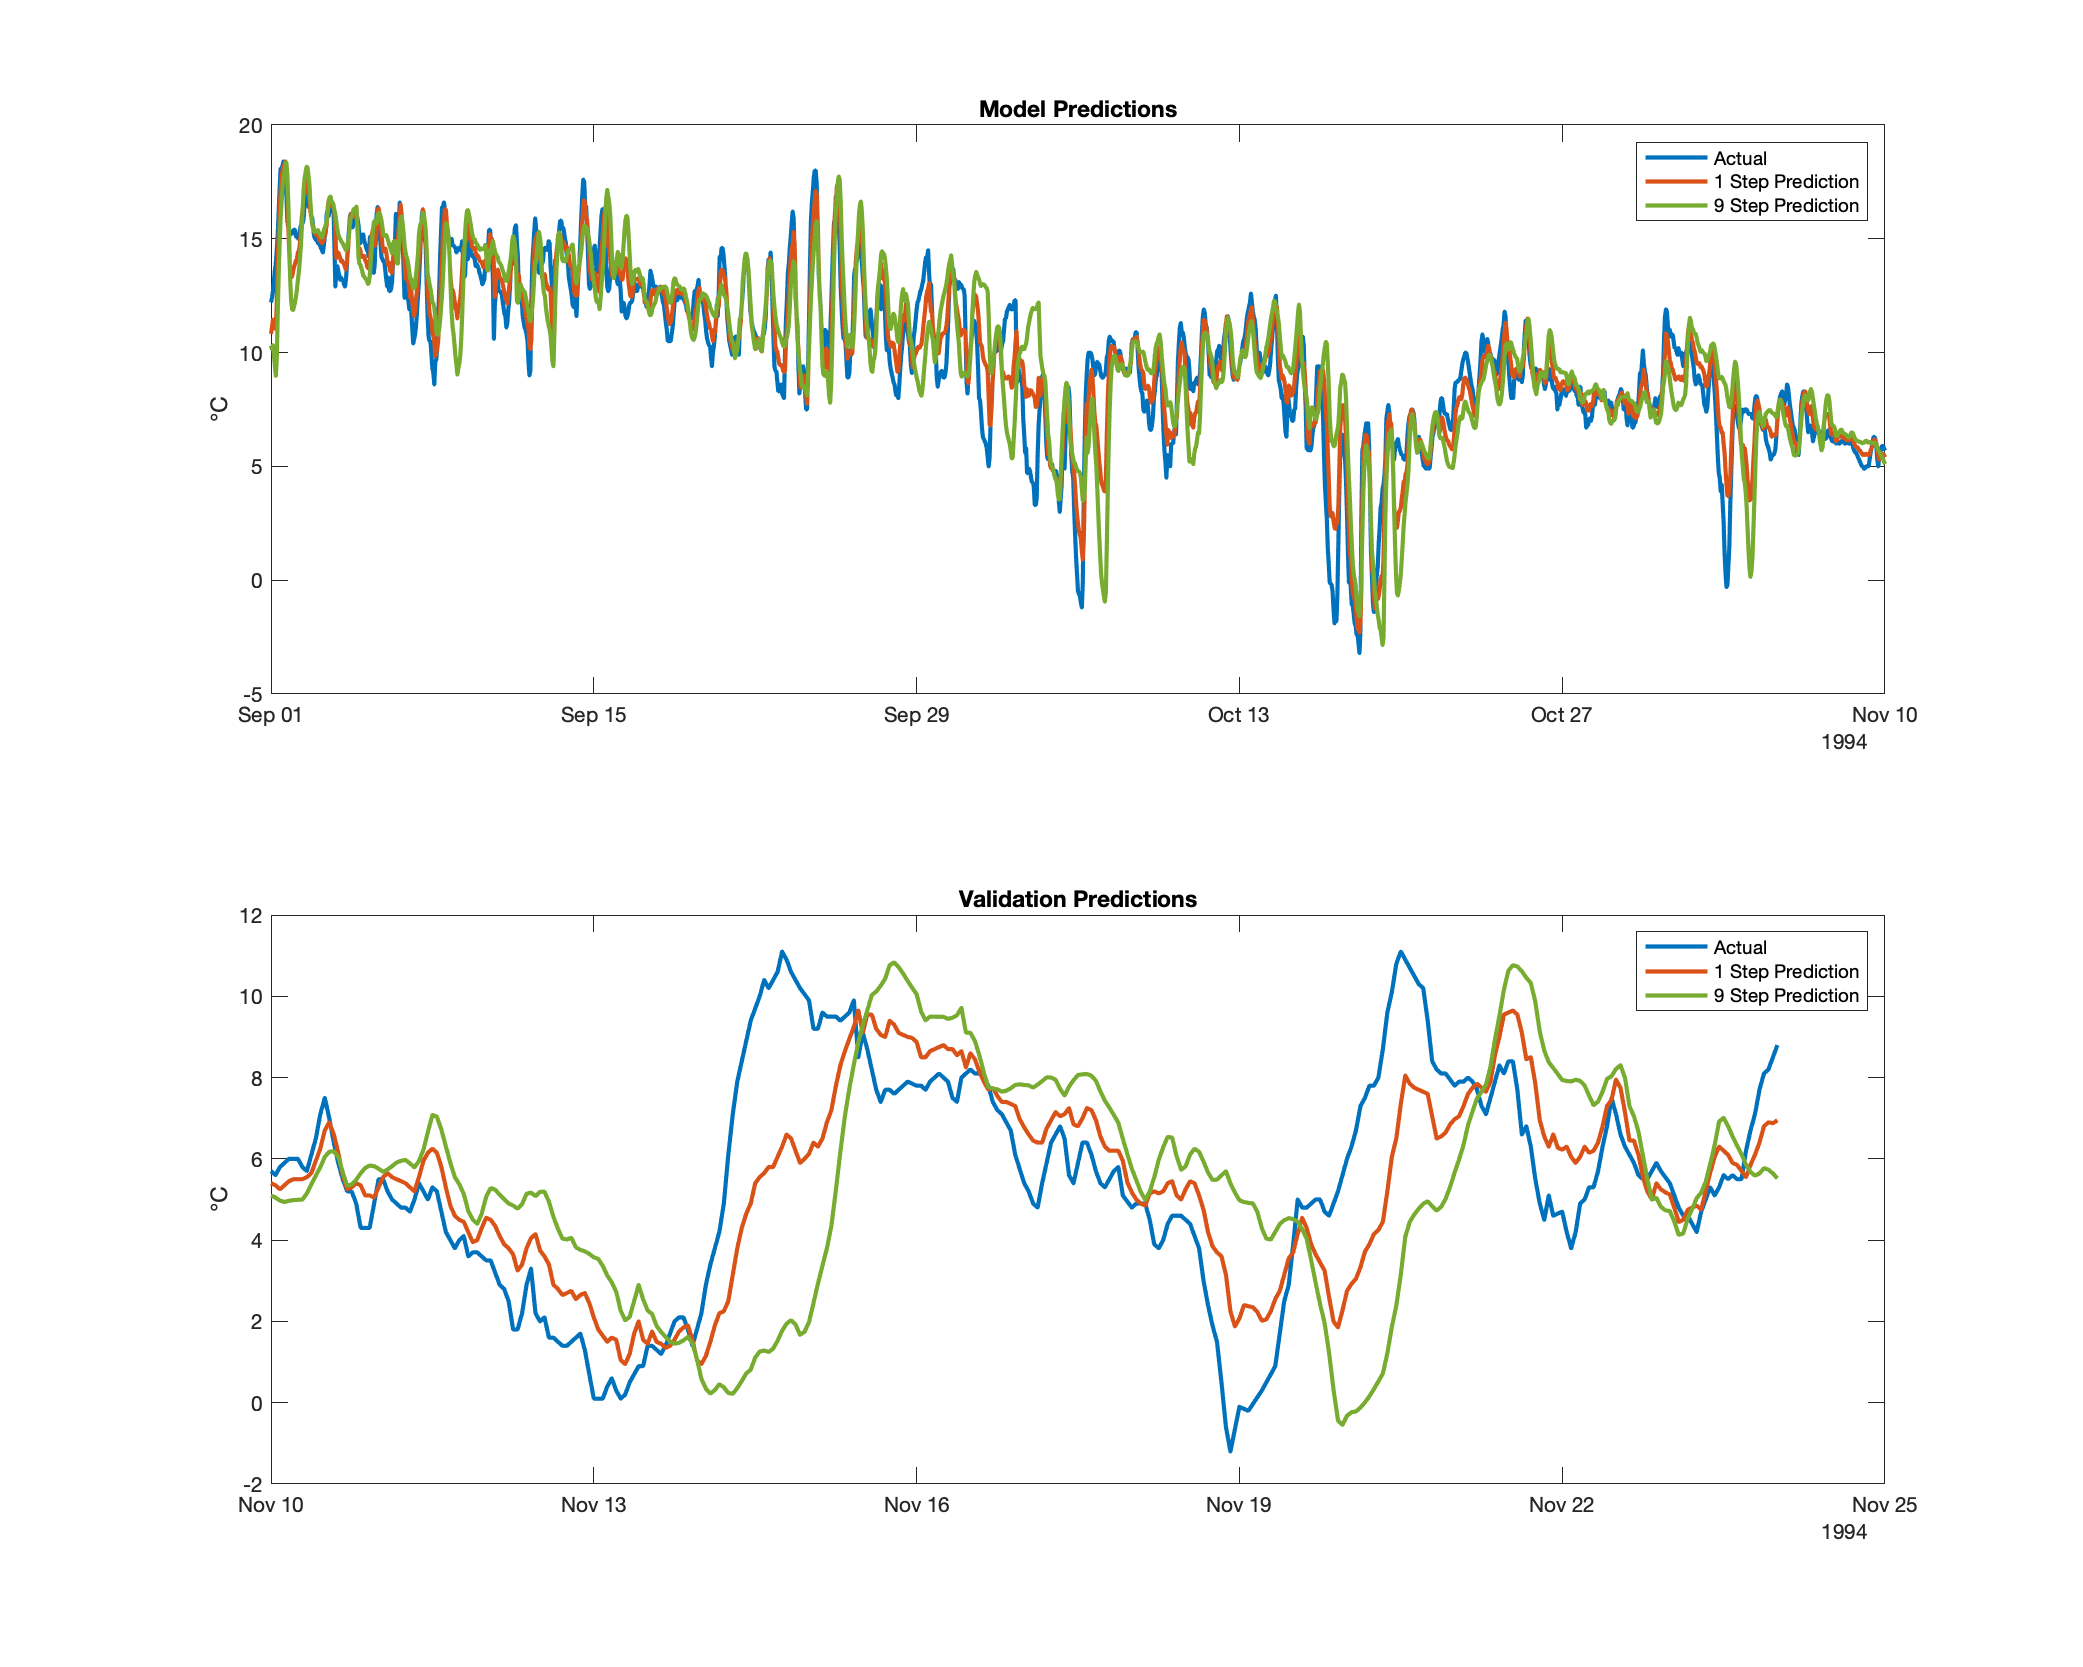 Model Predictions
20
15
10
5
0
-5
°C
Actual
1 Step Prediction
9 Step Prediction
Sep 01
Sep 15
Sep 29
Oct 13
Oct 27
Nov 10
1994
Validation Predictions
12
10
8
6
4
2
0
-2
°C
Actual
1 Step Prediction
9 Step Prediction
Nov 10
Nov 13
Nov 16
Nov 19
Nov 22
Nov 25
1994